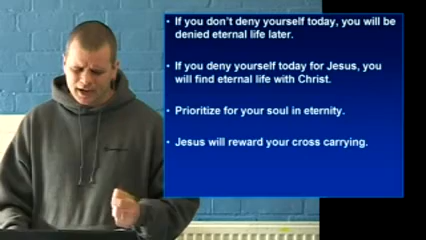 • If you don't deny yourself today, you will be
denied eternal life later.
• If you deny yourself today for Jesus, you
will find eternal life with Christ.
• Prioritize for your soul in eternity.
• Jesus will reward your cross carrying.